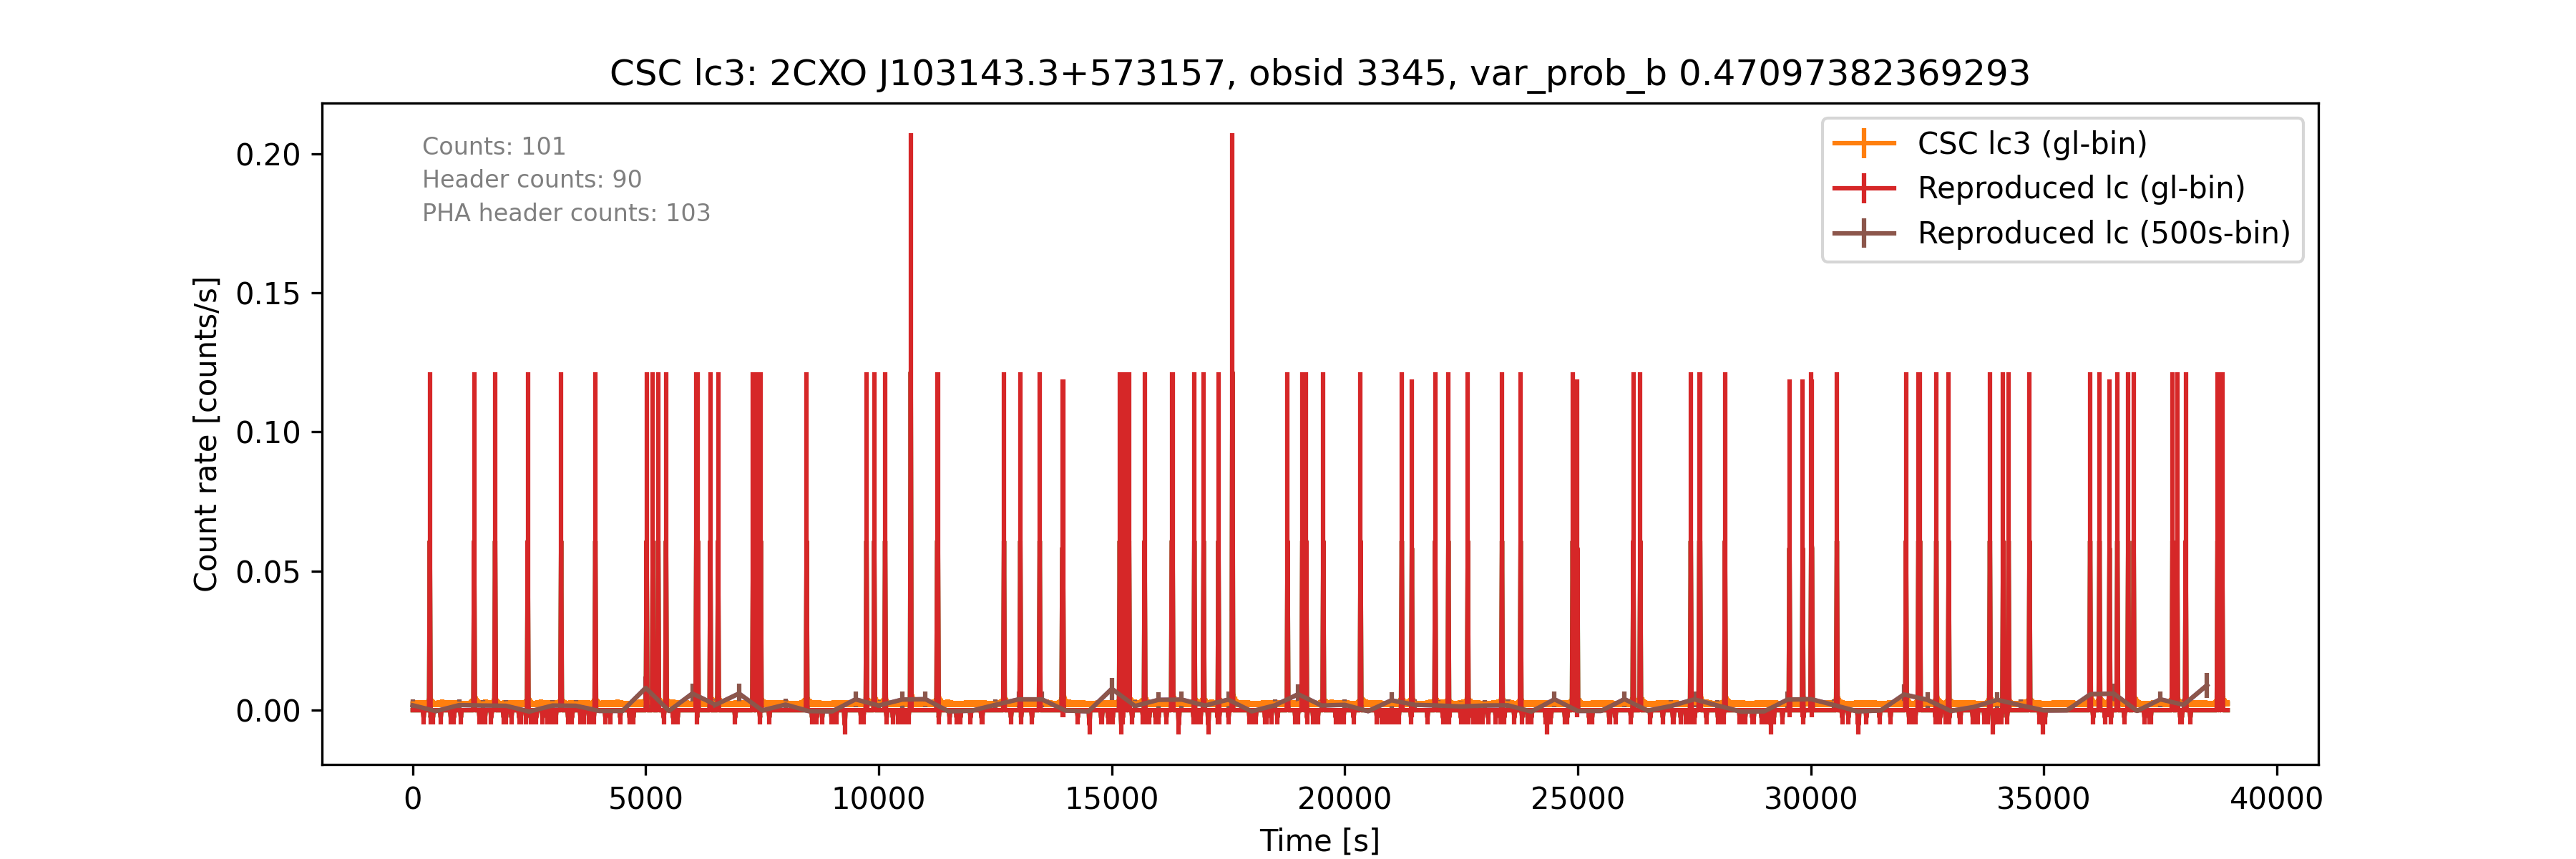 CSC lc3: 2CXO J103143.3+573157, obsid 3345, var_prob_b 0.47097382369293
Counts: 101
Header counts: 90
PHA header counts: 103
CSC lc3 (gl-bin)
Reproduced lc (gl-bin)
Reproduced lc (500s-bin)
Count rate [counts/s]
0.20
0.15
0.10
0.05
0.00
0
5000
10000
15000
20000
25000
30000
35000
40000
Time [s]